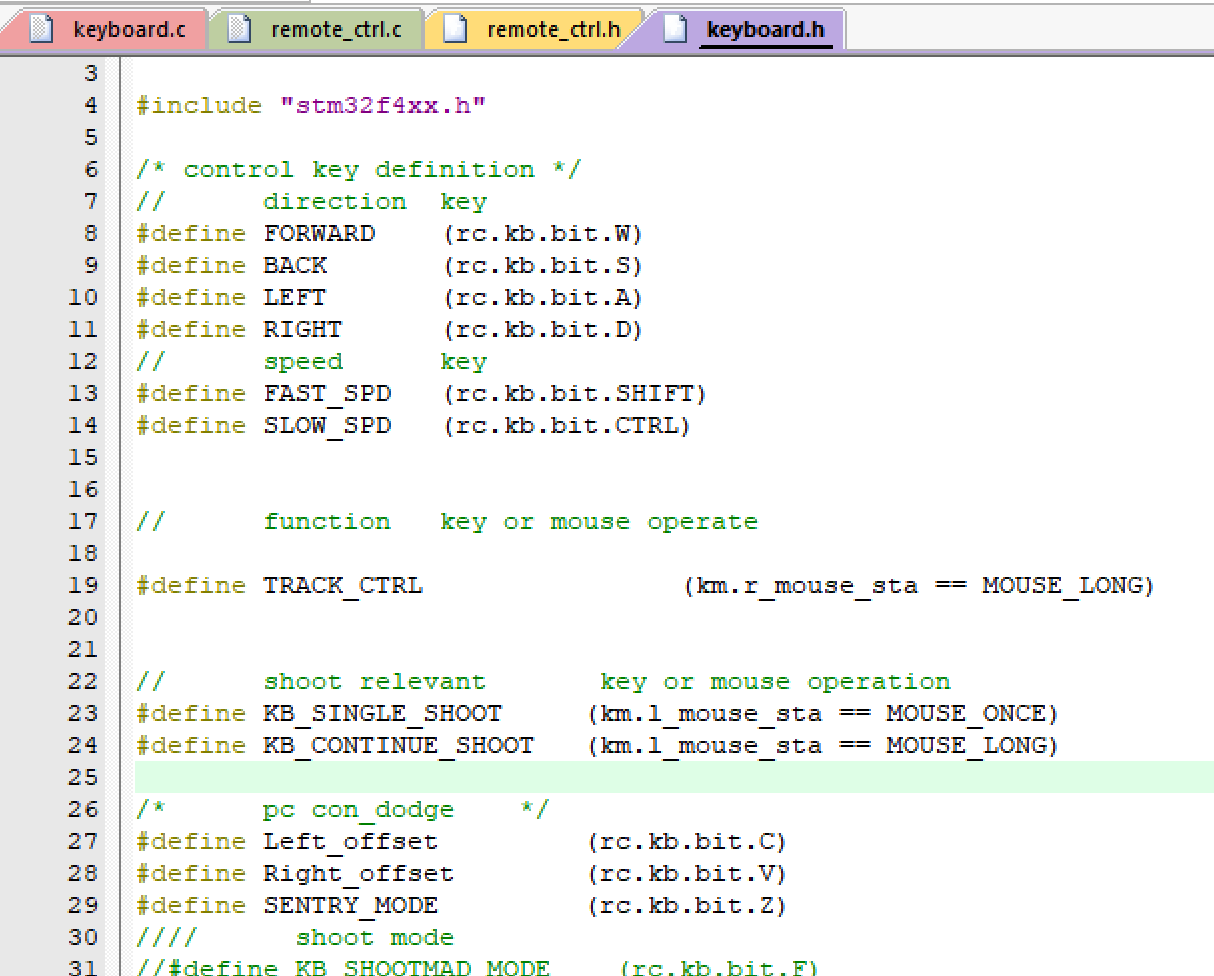 keyboard.c remote_ctrl.c remote_ctrl.h keyboard.h
3
4 #include "stm32f4xx.h"
5
6 /* control key definition */
7 // direction key
8 #define FORWARD (rc.kb.bit.W)
9 #define BACK (rc.kb.bit.S)
10 #define LEFT (rc.kb.bit.A)
11 #define RIGHT (rc.kb.bit.D)
12 // speed key
13 #define FAST_SPD (rc.kb.bit.SHIFT)
14 #define SLOW_SPD (rc.kb.bit.CTRL)
15
16
17 // function key or mouse operate
18
19 #define TRACK_CTRL (km.r_mouse_sta == MOUSE_LONG)
20
21
22 // shoot relevant key or mouse operation
23 #define KB_SINGLE_SHOOT (km.l_mouse_sta == MOUSE_ONCE)
24 #define KB_CONTINUE_SHOOT (km.l_mouse_sta == MOUSE_LONG)
25
26 /* pc con_dodge */
27 #define Left_offset (rc.kb.bit.C)
28 #define Right_offset (rc.kb.bit.V)
29 #define SENTRY_MODE (rc.kb.bit.Z)
30 //// shoot mode
31 //#define KB_SHOOTMAD_MODE (rc.kb.bit.F)